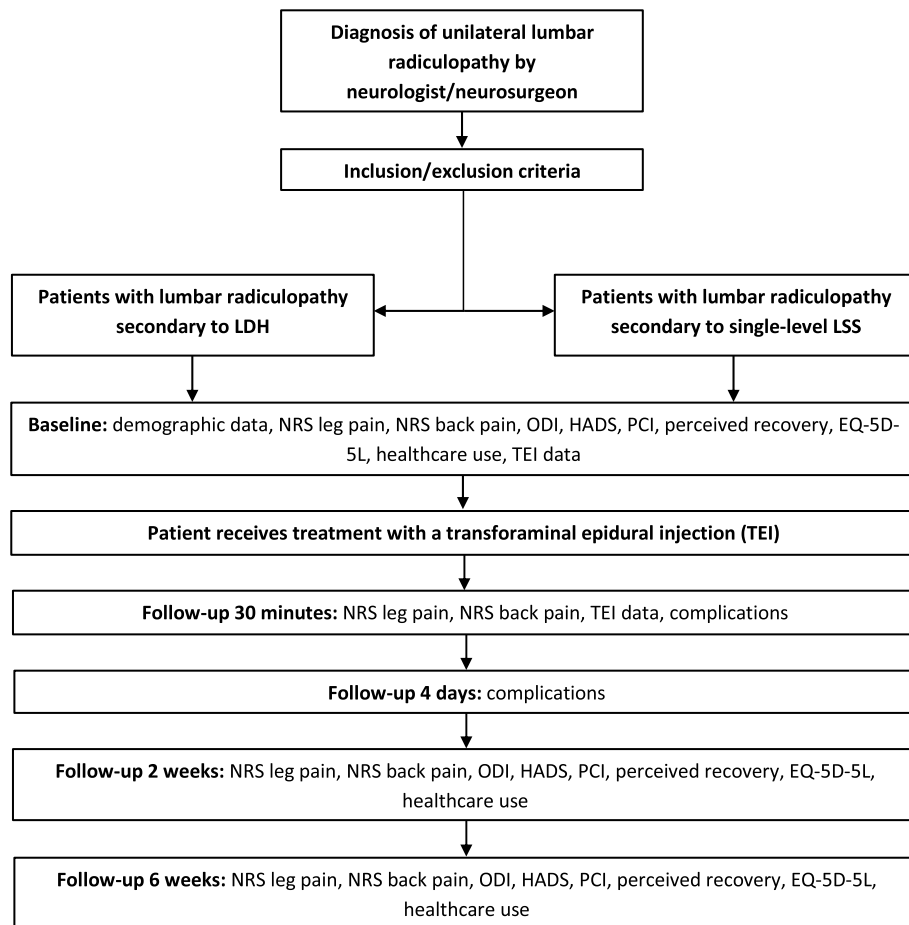 Diagnosis of unilateral lumbar
radiculopathy by
neurologist/neurosurgeon
Inclusion/exclusion criteria
Patients with lumbar radiculopathy
secondary to LDH
Patients with lumbar radiculopathy
secondary to single-level LSS
Baseline: demographic data, NRS leg pain, NRS back pain, ODI, HADS, PCI, perceived recovery, EQ-5D-
5L, healthcare use, TEI data
Patient receives treatment with a transforaminal epidural injection (TEI)
Follow-up 30 minutes: NRS leg pain, NRS back pain, TEI data, complications
Follow-up 4 days: complications
Follow-up 2 weeks: NRS leg pain, NRS back pain, ODI, HADS, PCI, perceived recovery, EQ-5D-5L,
healthcare use
Follow-up 6 weeks: NRS leg pain, NRS back pain, ODI, HADS, PCI, perceived recovery, EQ-5D-5L,
healthcare use